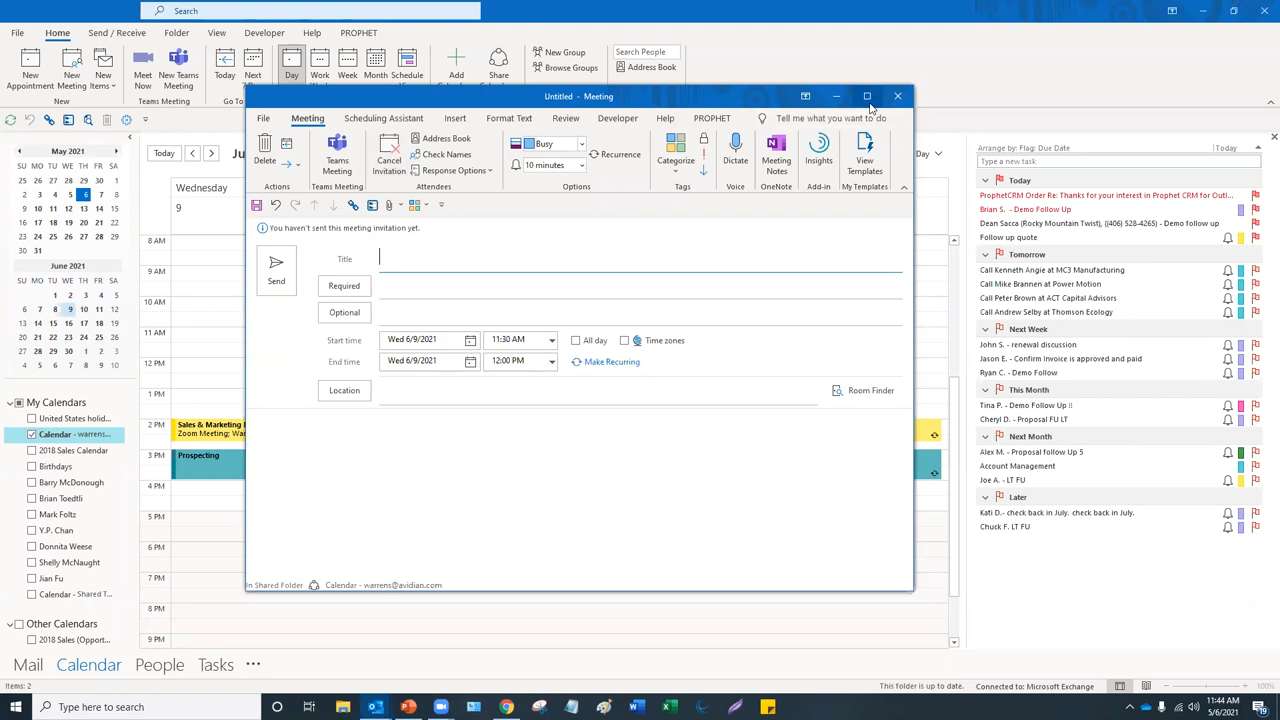 Search
File Home Send / Receive Folder View Developer Help PROPHET
New Appointment
New Meeting
New Items
Meet Now
New Teams Meeting
Today
Next
Day
Work
Week
Month
Schedule
Add
Share
New Group
Browse Groups
Search People
Address Book
New
Teams Meeting
Go To
Untitled - Meeting
File Meeting Scheduling Assistant Insert Format Text Review Developer Help PROPHET Tell me what you want to do
Delete
Teams Meeting
Cancel Invitation
Address Book
Check Names
Response Options
Busy
10 minutes
Recurrence
Categorize
Dictate
Meeting Notes
Insights
View Templates
Actions Teams Meeting Attendees Options Tags Voice OneNote Add-in My Templates
You haven't sent this meeting invitation yet.
Send
Title
Required
Optional
Start time Wed 6/9/2021 11:30 AM All day Time zones
End time Wed 6/9/2021 12:00 PM Make Recurring
Location Room Finder
In Shared Folder Calendar - warrens@avidian.com
May 2021
SU MO TU WE TH FR SA
25 26 27 28 29 30 1
2 3 4 5 6 7 8
9 10 11 12 13 14 15
16 17 18 19 20 21 22
23 24 25 26 27 28 29
30 31
June 2021
SU MO TU WE TH FR SA
1 2 3 4 5
6 7 8 9 10 11 12
13 14 15 16 17 18 19
20 21 22 23 24 25 26
27 28 29 30 1 2 3
4 5 6 7 8 9 10
My Calendars
United States holid...
Calendar - warrens...
2018 Sales Calendar
Birthdays
Barry McDonough
Brian Toedtli
Mark Foltz
Y.P. Chan
Donnita Weese
Shelly McNaught
Jian Fu
Calendar - Shared T...
Other Calendars
2018 Sales (Opport...
Today
Ju
Day
Wednesday
9
8 AM
9 AM
10 AM
11 AM
12 PM
1 PM
2 PM
Sales & Marketing
Zoom Meeting; Wa
3 PM
Prospecting
4 PM
5 PM
6 PM
7 PM
8 PM
9 PM
Arrange by: Flag: Due Date Today
Type a new task
Today
ProphetCRM Order Re: Thanks for your interest in Prophet CRM for Outl...
Brian S. - Demo Follow Up
Dean Sacca (Rocky Mountain Twist), ((406) 528-4265) - Demo follow up
Follow up quote
Tomorrow
Call Kenneth Angie at MC3 Manufacturing
Call Mike Brannen at Power Motion
Call Peter Brown at ACT Capital Advisors
Call Andrew Selby at Thomson Ecology
Next Week
John S. - renewal discussion
Jason E. - Confirm Invoice is approved and paid
Ryan C. - Demo Follow
This Month
Tina P. - Demo Follow Up !!
Cheryl D. - Proposal FU LT
Next Month
Alex M. - Proposal follow Up 5
Account Management
Joe A. - LT FU
Later
Kati D.- check back in July. check back in July.
Chuck F. LT FU
Mail Calendar People Tasks
Items: 2
This folder is up to date. Connected to: Microsoft Exchange 100%
Type here to search
11:44 AM
5/6/2021
19